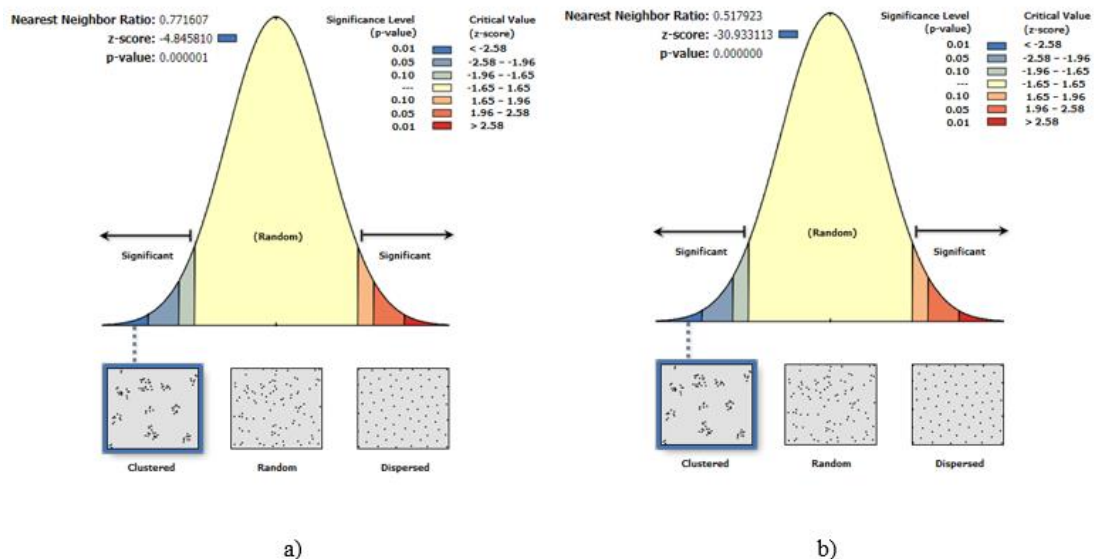 Nearest Neighbor Ratio: 0.771607
z-score: -4.845810
p-value: 0.000001
Significance Level
(p-value)
Critical Value
(z-score)
0.01 < -2.58
0.05 -2.58 – -1.96
0.10 -1.96 – -1.65
--- -1.65 – 1.65
0.10 1.65 – 1.96
0.05 1.96 – 2.58
0.01 > 2.58
(Random)
Significant
Significant
Clustered
Random
Dispersed
a)
Nearest Neighbor Ratio: 0.517923
z-score: -30.933113
p-value: 0.000000
Significance Level
(p-value)
Critical Value
(z-score)
0.01 < -2.58
0.05 -2.58 – -1.96
0.10 -1.96 – -1.65
--- -1.65 – 1.65
0.10 1.65 – 1.96
0.05 1.96 – 2.58
0.01 > 2.58
(Random)
Significant
Significant
Clustered
Random
Dispersed
b)